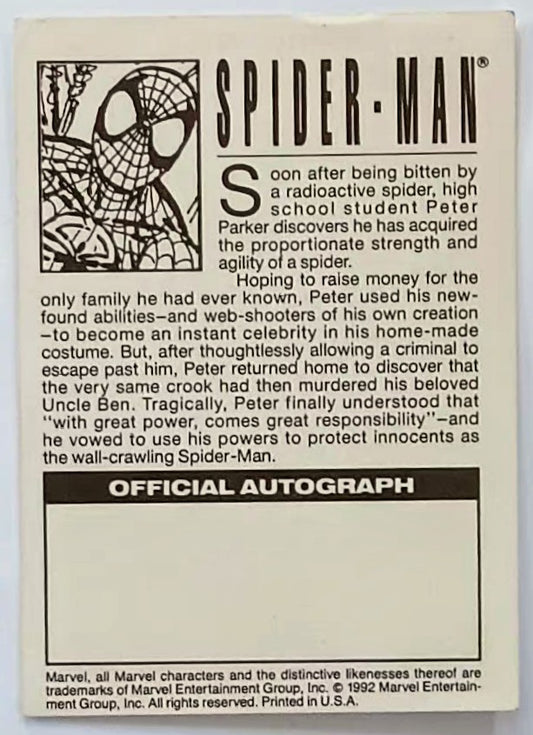 SPIDER-MAN®
Soon after being bitten by
a radioactive spider, high
school student Peter
Parker discovers he has acquired
the proportionate strength and
agility of a spider.
Hoping to raise money for the
only family he had ever known, Peter used his new-
found abilities–and web-shooters of his own creation
–to become an instant celebrity in his home-made
costume. But, after thoughtlessly allowing a criminal to
escape past him, Peter returned home to discover that
the very same crook had then murdered his beloved
Uncle Ben. Tragically, Peter finally understood that
"with great power, comes great responsibility"–and
he vowed to use his powers to protect innocents as
the wall-crawling Spider-Man.
OFFICIAL AUTOGRAPH
Marvel, all Marvel characters and the distinctive likenesses thereof are
trademarks of Marvel Entertainment Group, Inc. © 1992 Marvel Entertain-
ment Group, Inc. All rights reserved. Printed in U.S.A.